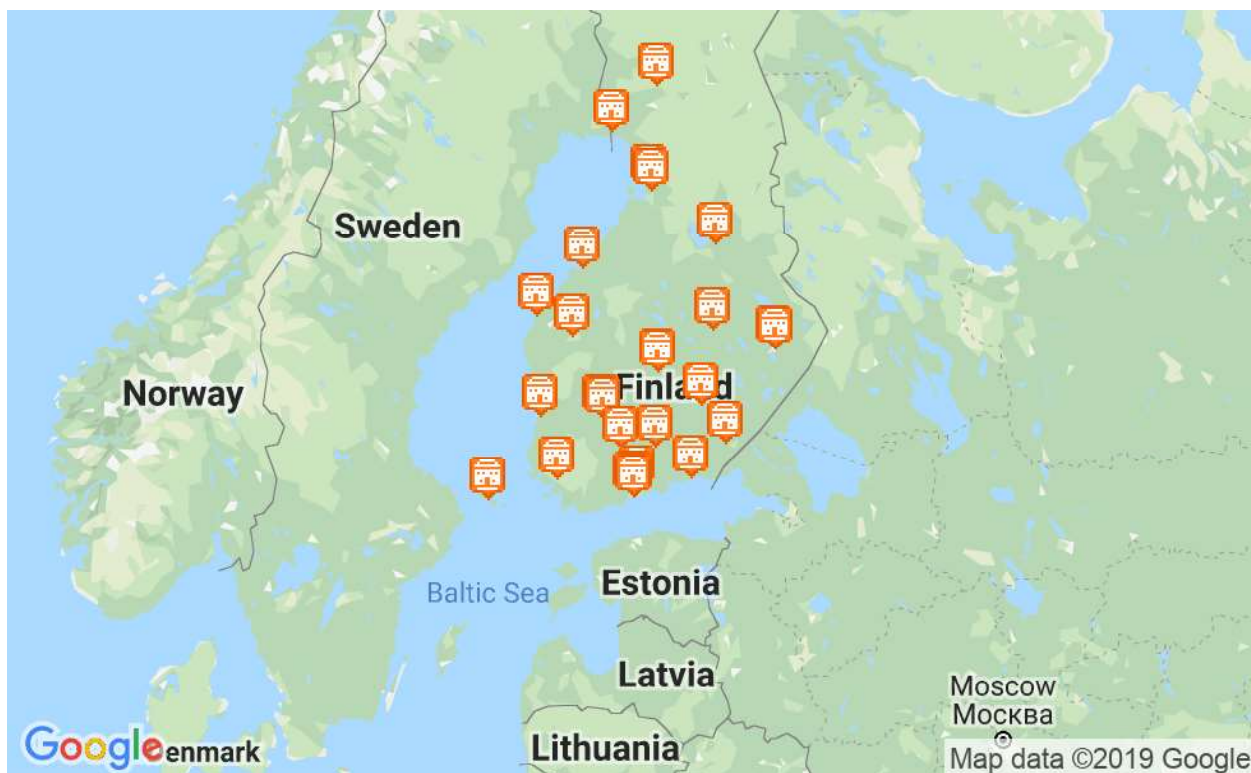 Sweden
Norway
Finland
Baltic Sea
Estonia
Latvia
Moscow
Москва
Lithuania
Google
enmark
Map data ©2019 Google